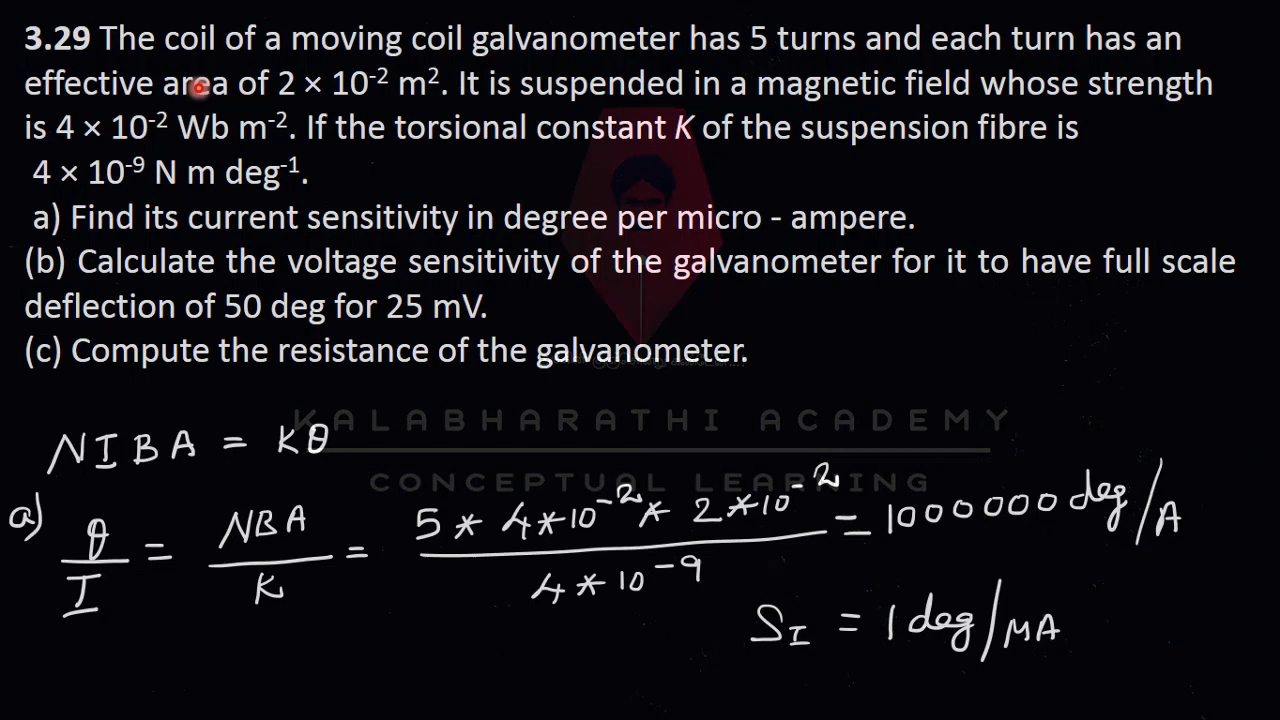 3.29 The coil of a moving coil galvanometer has 5 turns and each turn has an
effective area of 2 × 10⁻² m². It is suspended in a magnetic field whose strength
is 4 × 10⁻² Wb m⁻². If the torsional constant K of the suspension fibre is
4 × 10⁻⁹ N m deg⁻¹.
a) Find its current sensitivity in degree per micro - ampere.
(b) Calculate the voltage sensitivity of the galvanometer for it to have full scale
deflection of 50 deg for 25 mV.
(c) Compute the resistance of the galvanometer.
KALABHARATHI ACADEMY
CONCEPTUAL LEARNING
NIBA = Kθ
a) θ/I = NBA/K = 5 * 4*10⁻² * 2*10⁻² / 4*10⁻⁹ = 1000000 deg/A
S_I = 1 deg/μA